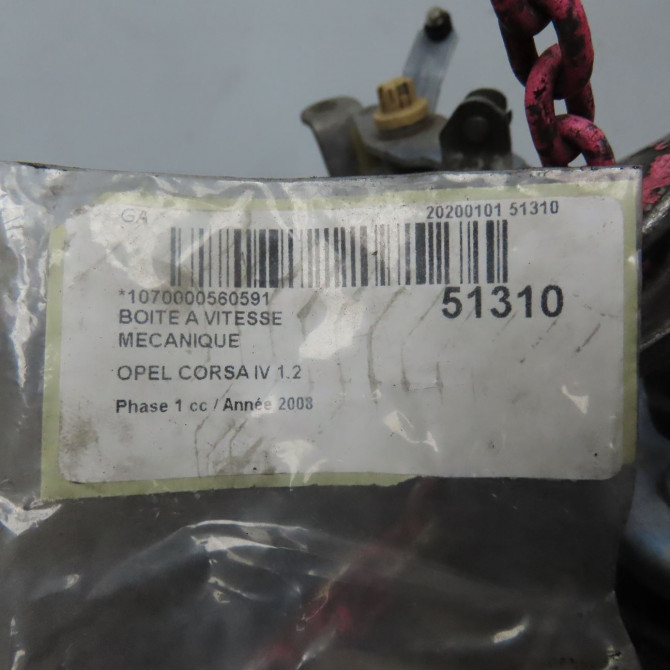 GA 20200101 51310
*1070000560591
51310
BOITE A VITESSE
MECANIQUE
OPEL CORSA IV 1.2
Phase 1 cc / Année 2008